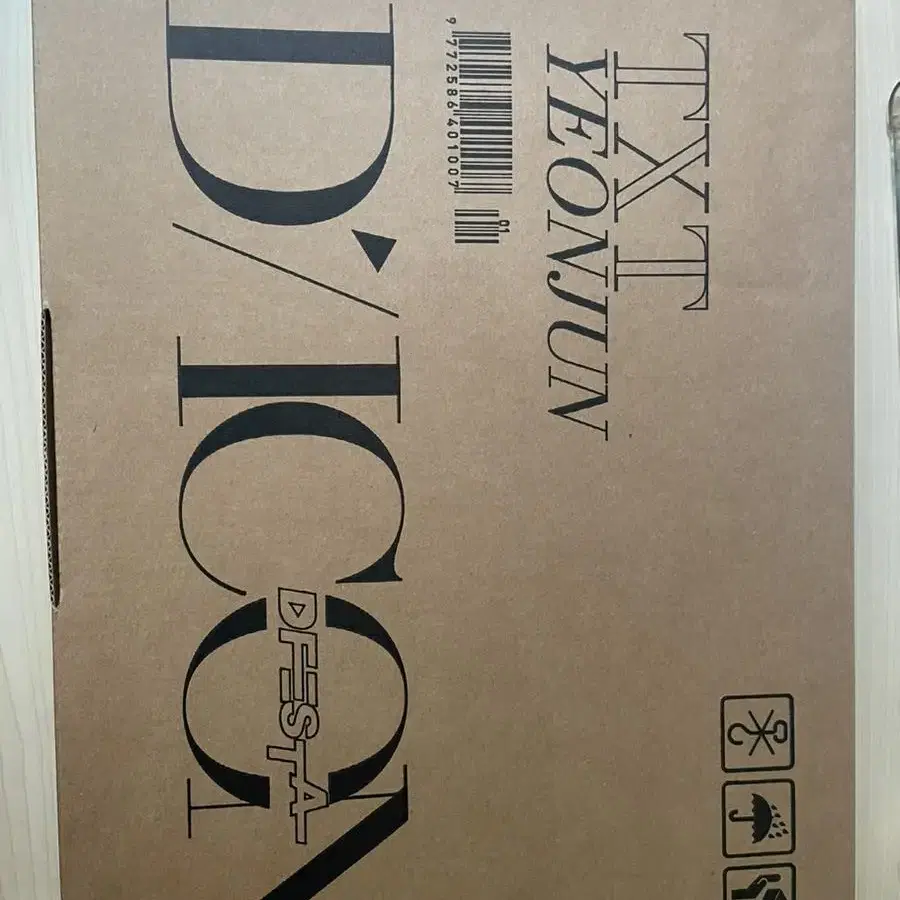 TXT
YEONJUN
9 772586 401007
01
D'/ICON
DFESTA